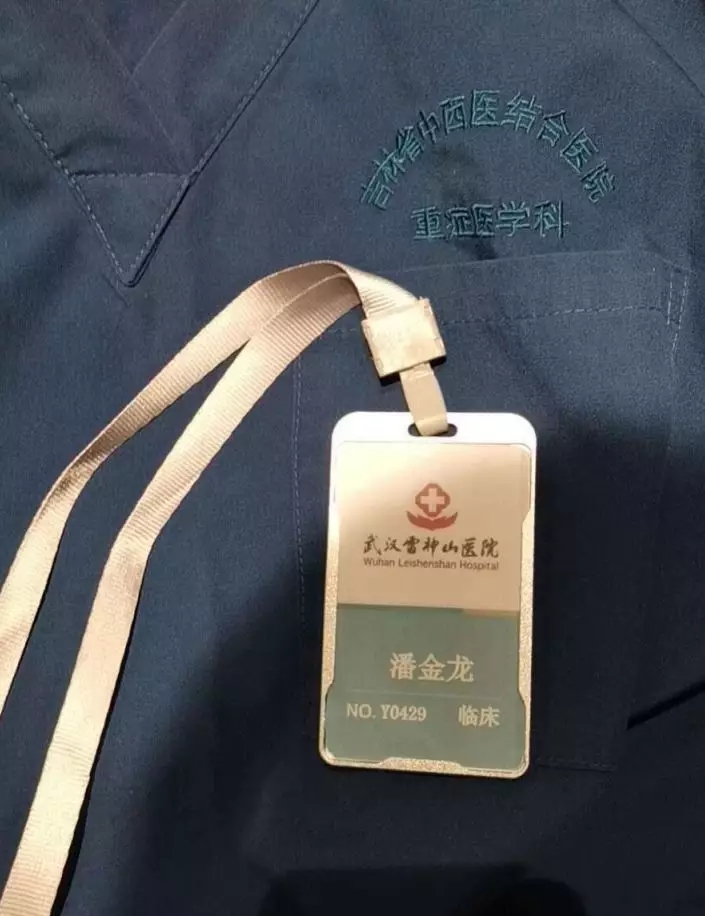 吉林省中西医结合医院
重症医学科
武汉雷神山医院
Wuhan Leishenshan Hospital
潘金龙
NO. Y0429 临床